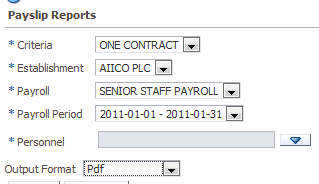 Payslip Reports
* Criteria ONE CONTRACT
* Establishment AIICO PLC
* Payroll SENIOR STAFF PAYROLL
* Payroll Period 2011-01-01 - 2011-01-31
* Personnel
Output Format Pdf